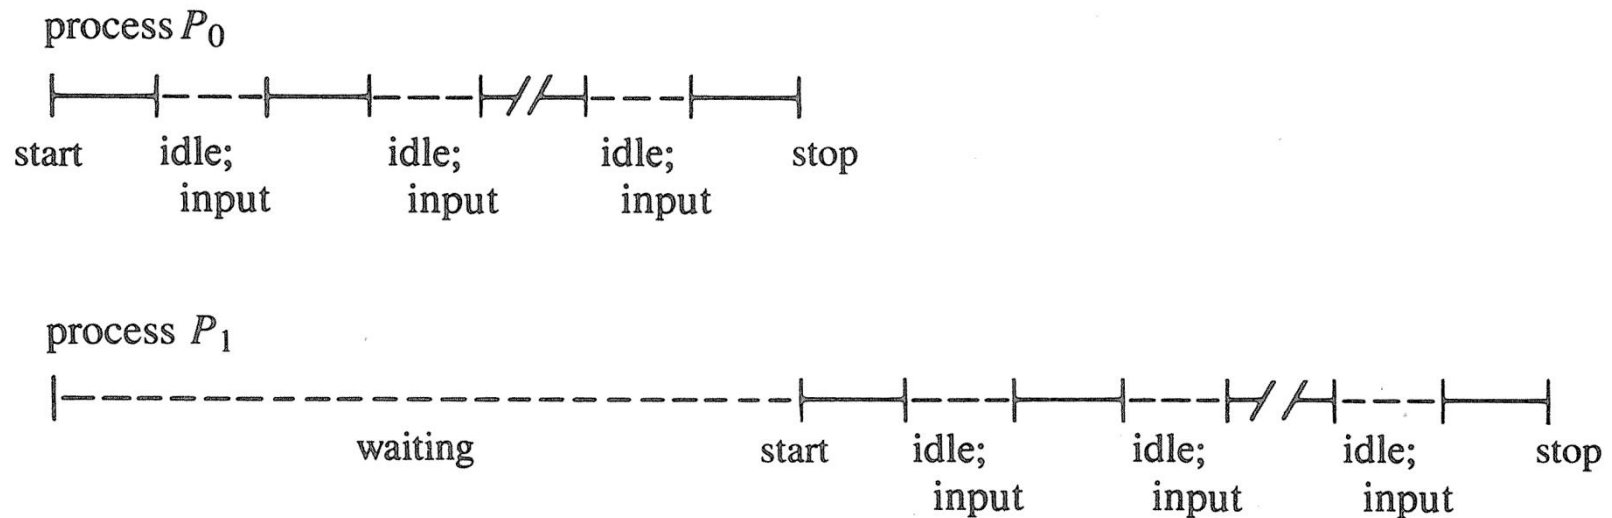 process P0
start idle; idle; idle; stop
input input input
process P1
waiting start idle; idle; idle; stop
input input input